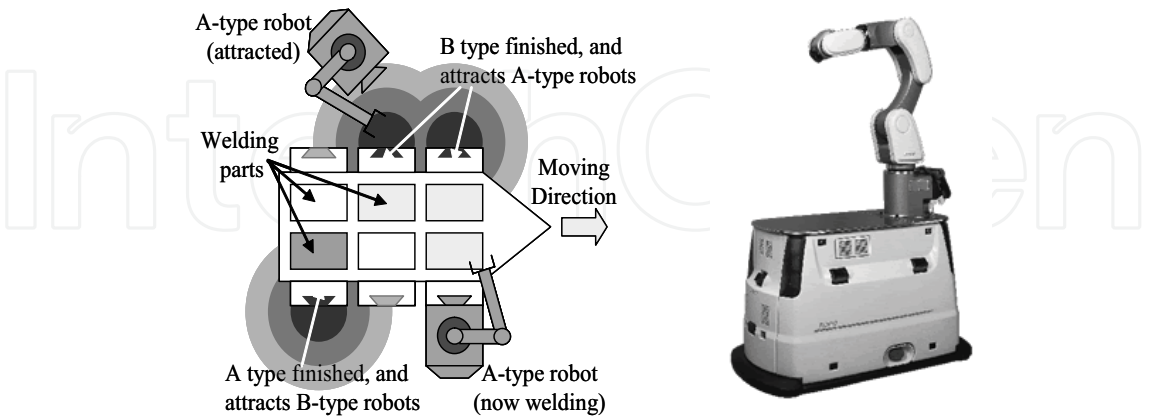 A-type robot
(attracted)
B type finished, and
attracts A-type robots
Welding
parts
Moving
Direction
A type finished, and
attracts B-type robots
A-type robot
(now welding)